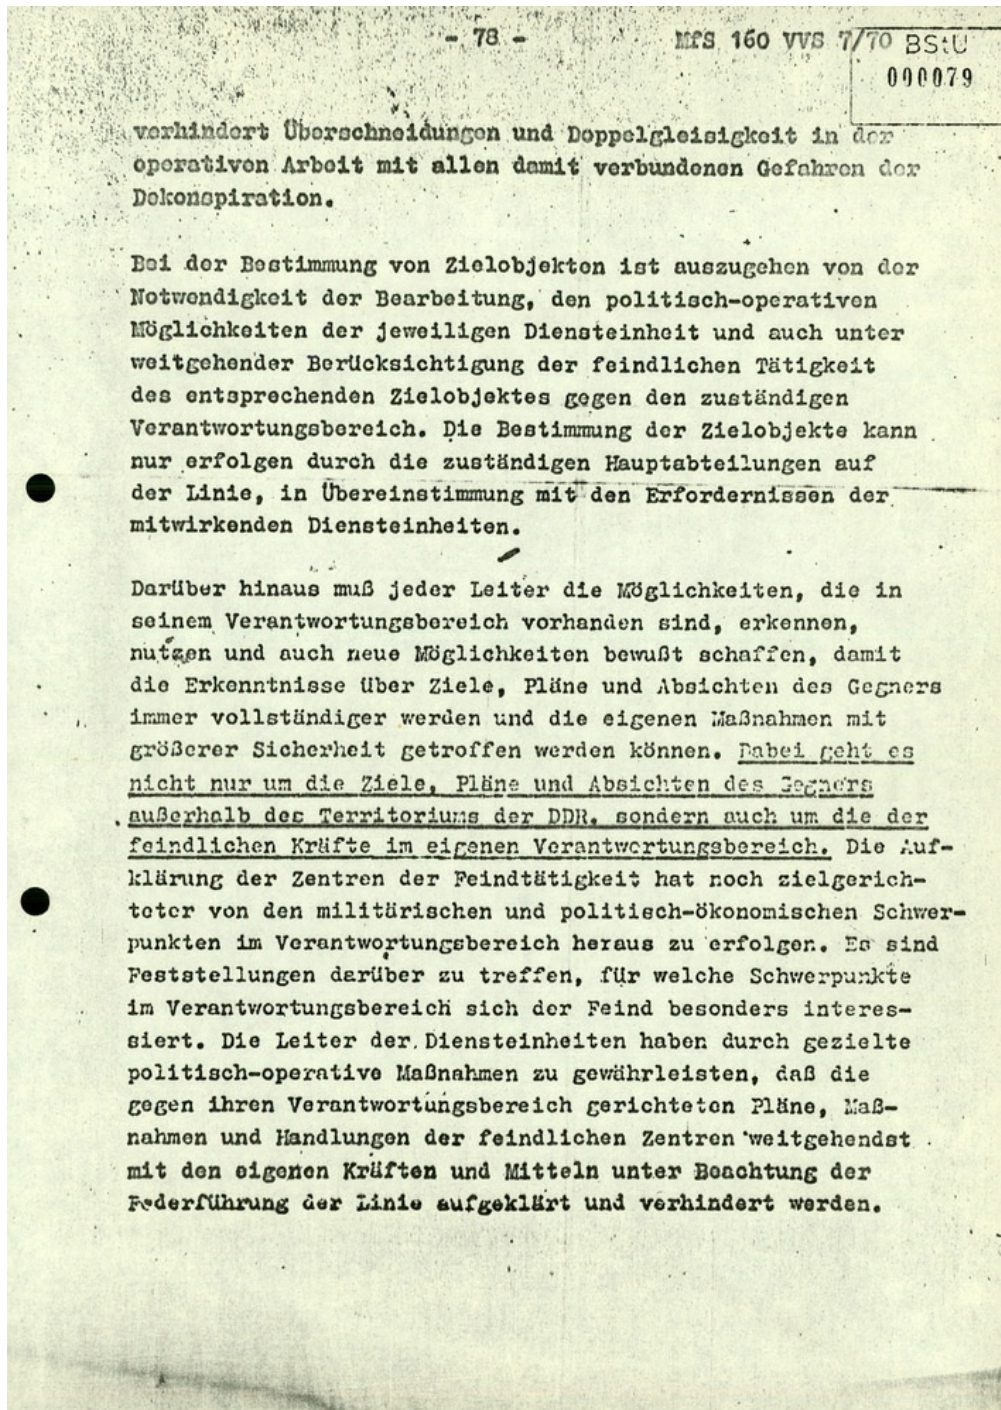 - 78 -
MfS 160 VVS 7/70
BStU
000079
verhindert Überschneidungen und Doppelgleisigkeit in der
operativen Arbeit mit allen damit verbundenen Gefahren der
Dekonspiration.
Bei der Bestimmung von Zielobjekten ist auszugehen von der
Notwendigkeit der Bearbeitung, den politisch-operativen
Möglichkeiten der jeweiligen Diensteinheit und auch unter
weitgehender Berücksichtigung der feindlichen Tätigkeit
des entsprechenden Zielobjektes gegen den zuständigen
Verantwortungsbereich. Die Bestimmung der Zielobjekte kann
nur erfolgen durch die zuständigen Hauptabteilungen auf
der Linie, in Übereinstimmung mit den Erfordernissen der
mitwirkenden Diensteinheiten.
Darüber hinaus muß jeder Leiter die Möglichkeiten, die in
seinem Verantwortungsbereich vorhanden sind, erkennen,
nutzen und auch neue Möglichkeiten bewußt schaffen, damit
die Erkenntnisse über Ziele, Pläne und Absichten des Gegners
immer vollständiger werden und die eigenen Maßnahmen mit
größerer Sicherheit getroffen werden können. Dabei geht es
nicht nur um die Ziele, Pläne und Absichten des Gegners
außerhalb des Territoriums der DDR, sondern auch um die der
feindlichen Kräfte im eigenen Verantwortungsbereich. Die Auf-
klärung der Zentren der Feindtätigkeit hat noch zielgerich-
teter von den militärischen und politisch-ökonomischen Schwer-
punkten im Verantwortungsbereich heraus zu erfolgen. Es sind
Feststellungen darüber zu treffen, für welche Schwerpunkte
im Verantwortungsbereich sich der Feind besonders interes-
siert. Die Leiter der Diensteinheiten haben durch gezielte
politisch-operative Maßnahmen zu gewährleisten, daß die
gegen ihren Verantwortungsbereich gerichteten Pläne, Maß-
nahmen und Handlungen der feindlichen Zentren weitgehendst
mit den eigenen Kräften und Mitteln unter Beachtung der
Federführung der Linie aufgeklärt und verhindert werden.